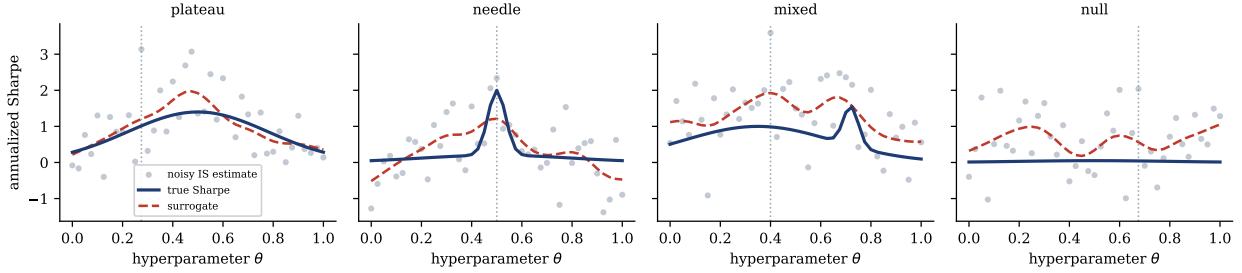 plateau
needle
mixed
null
annualized Sharpe
3
2
1
0
−1
noisy IS estimate
true Sharpe
surrogate
0.0 0.2 0.4 0.6 0.8 1.0
0.0 0.2 0.4 0.6 0.8 1.0
0.0 0.2 0.4 0.6 0.8 1.0
0.0 0.2 0.4 0.6 0.8 1.0
hyperparameter θ
hyperparameter θ
hyperparameter θ
hyperparameter θ